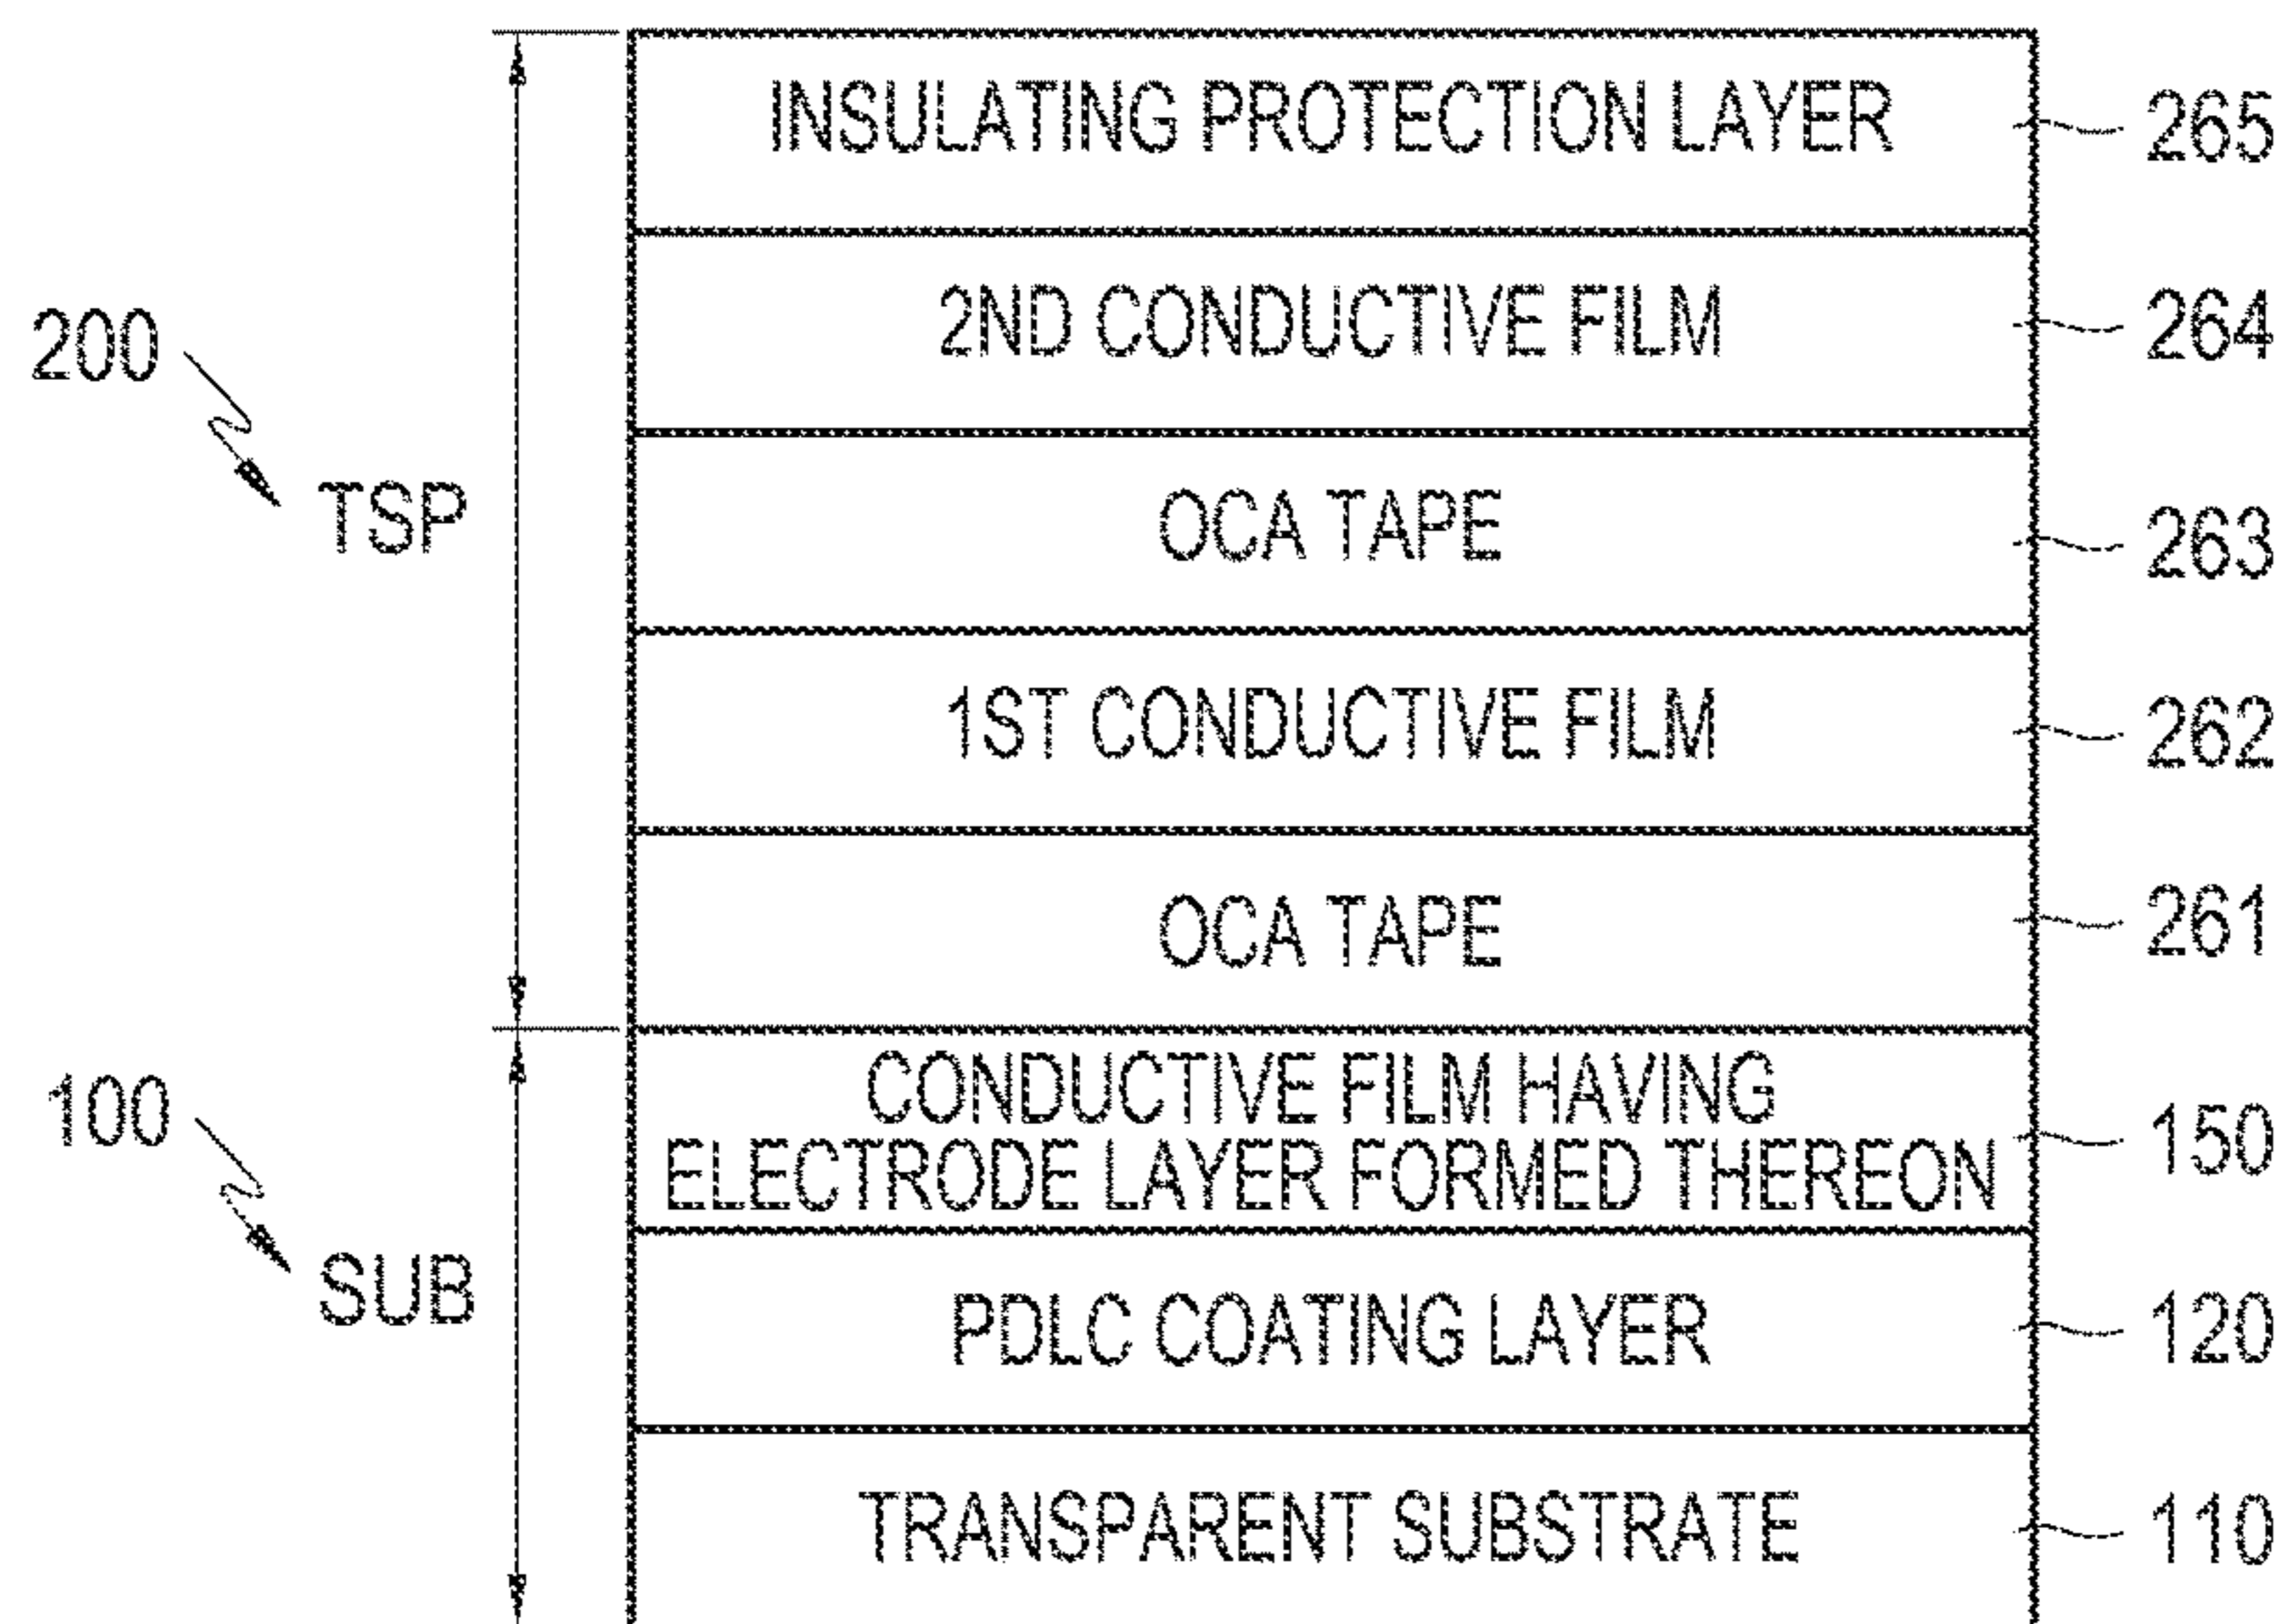 INSULATING PROTECTION LAYER 265
2ND CONDUCTIVE FILM 264
200
TSP
OCA TAPE 263
1ST CONDUCTIVE FILM 262
OCA TAPE 261
100
CONDUCTIVE FILM HAVING
ELECTRODE LAYER FORMED THEREON 150
SUB
PDLC COATING LAYER 120
TRANSPARENT SUBSTRATE 110